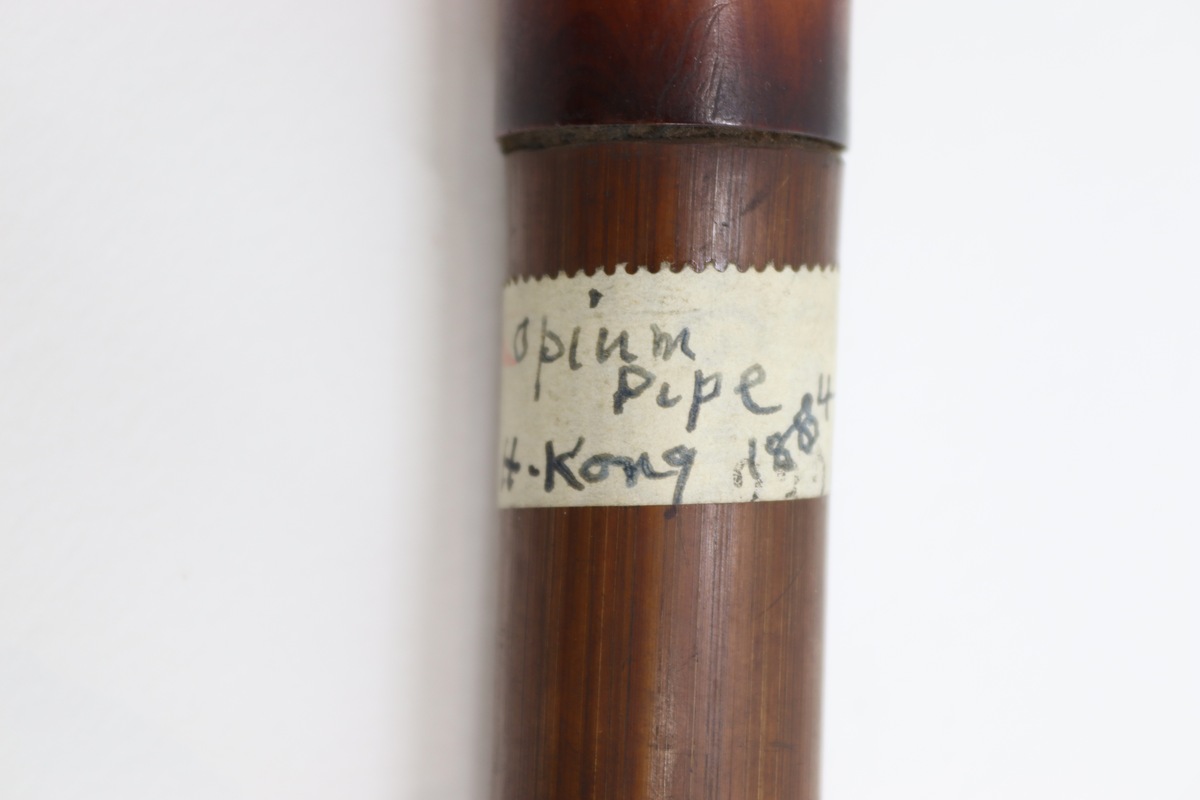 opium
Pipe
H. Kong 1884